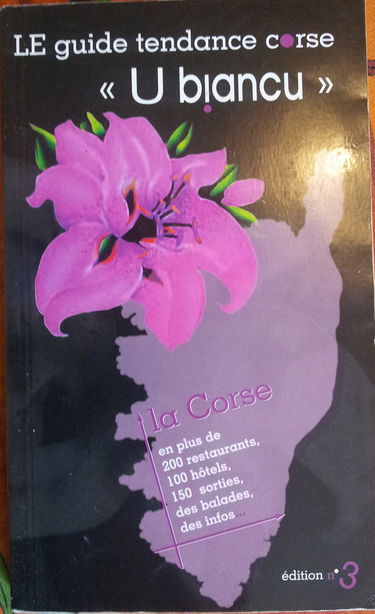 LE guide tendance corse
« U biancu »
la Corse
en plus de
200 restaurants,
100 hôtels,
150 sorties,
des balades,
des infos...
édition n°3